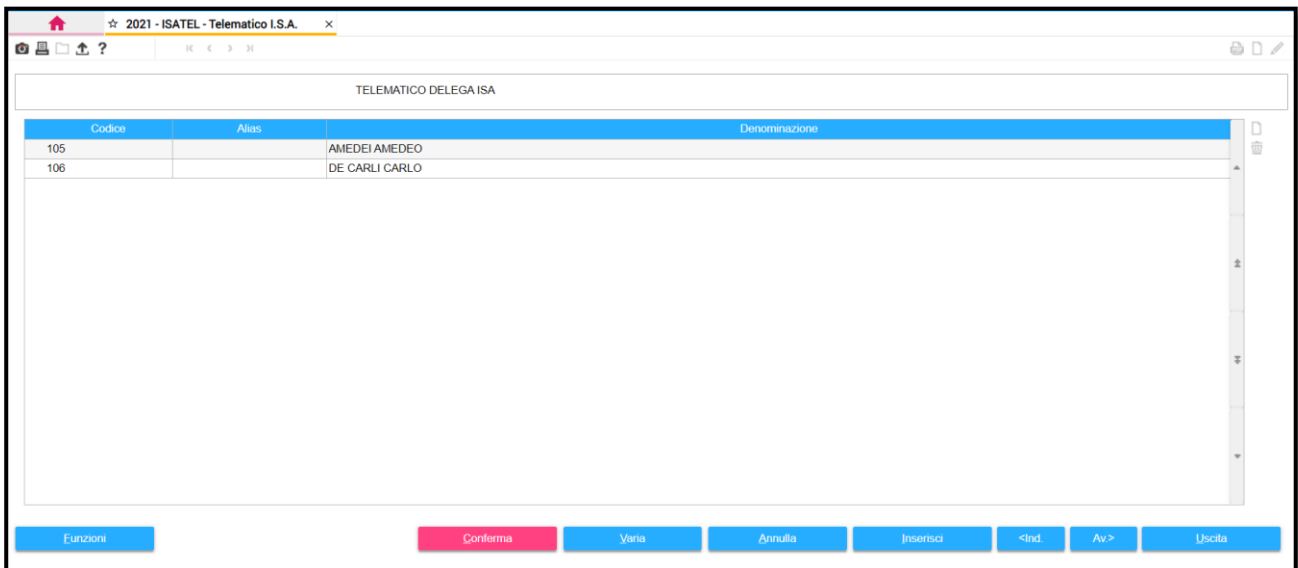 ☆ 2021 - ISATEL - Telematico I.S.A. ×
?
TELEMATICO DELEGA ISA
Codice Alias Denominazione
105 AMEDEI AMEDEO
106 DE CARLI CARLO
Funzioni Conferma Varia Annulla Inserisci <Ind. Av.> Uscita